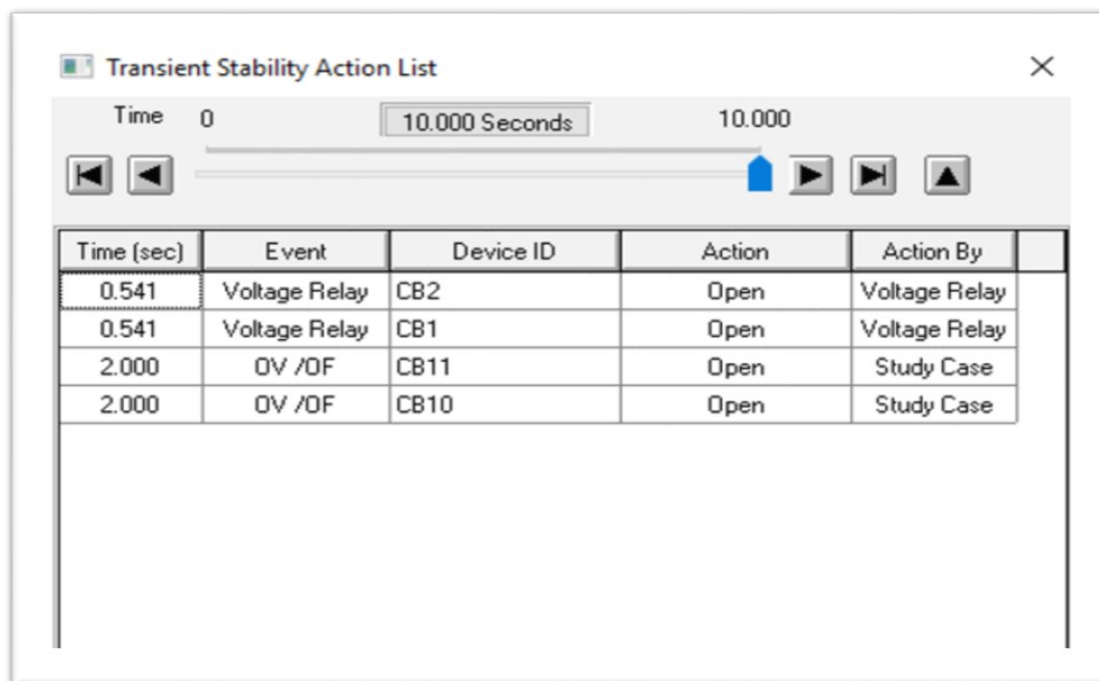 Transient Stability Action List
Time 0 10.000 Seconds 10.000
Time (sec) Event Device ID Action Action By
0.541 Voltage Relay CB2 Open Voltage Relay
0.541 Voltage Relay CB1 Open Voltage Relay
2.000 OV /OF CB11 Open Study Case
2.000 OV /OF CB10 Open Study Case